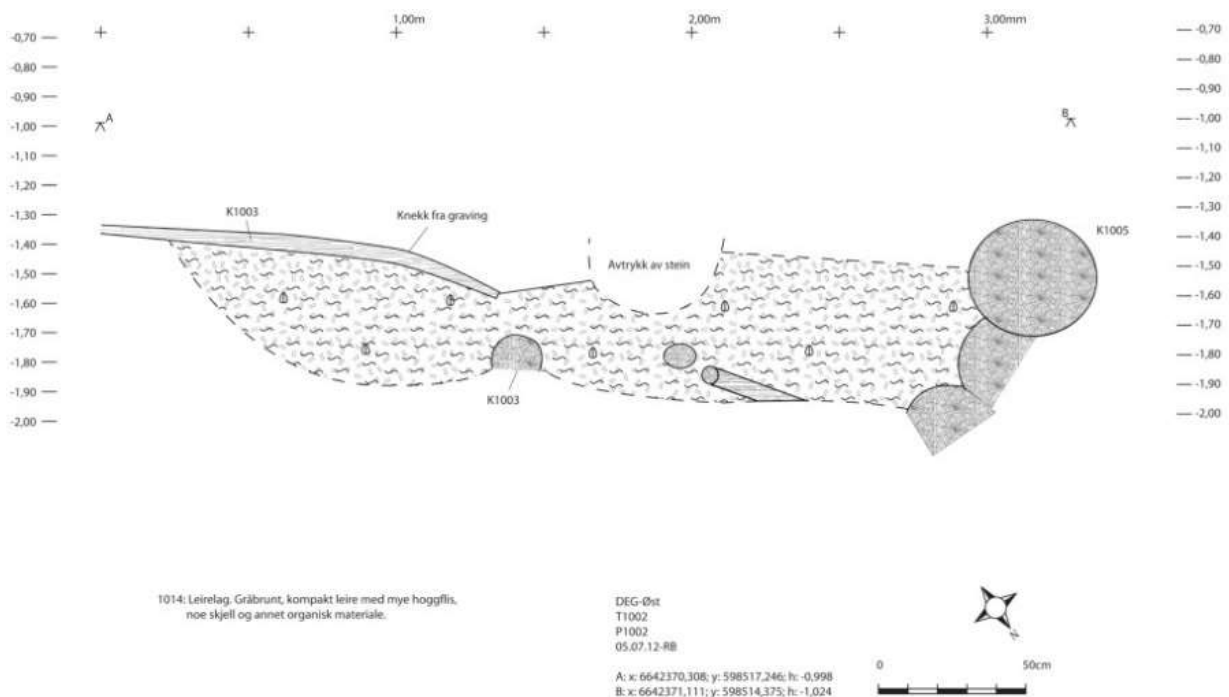 1,00m 2,00m 3,00mm
-0,70 -0,70
-0,80 -0,80
-0,90 -0,90
A B
-1,00 -1,00
-1,10 -1,10
-1,20 -1,20
K1003 Knekk fra graving
-1,30 -1,30
K1005
-1,40 -1,40
Avtrykk av stein
-1,50 -1,50
-1,60 -1,60
-1,70 -1,70
-1,80 -1,80
-1,90 -1,90
K1003
-2,00 -2,00
1014: Leirelag. Gråbrunt, kompakt leire med mye hoggflis,
noe skjell og annet organisk materiale.
DEG-Øst
T1002
P1002
05.07.12-RB
A: x: 6642370,308; y: 598517,246; h: -0,998
B: x: 6642371,111; y: 598514,375; h: -1,024
N
0 50cm